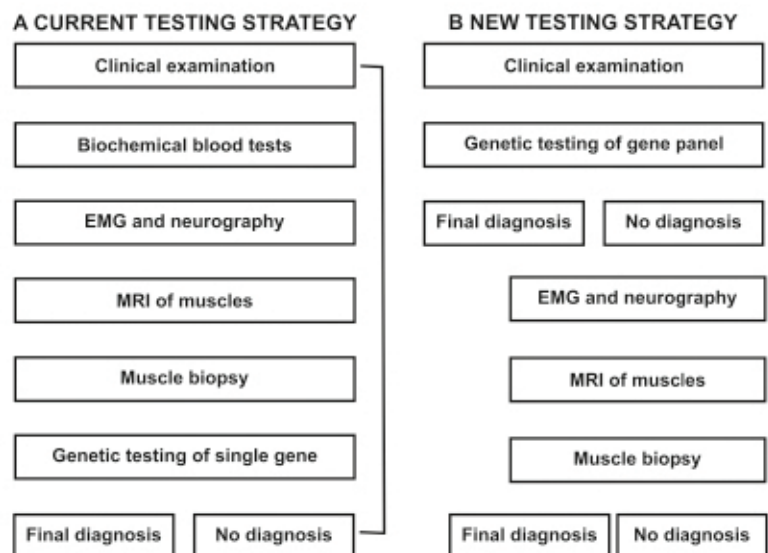 A CURRENT TESTING STRATEGY
Clinical examination
Biochemical blood tests
EMG and neurography
MRI of muscles
Muscle biopsy
Genetic testing of single gene
Final diagnosis
No diagnosis
B NEW TESTING STRATEGY
Clinical examination
Genetic testing of gene panel
Final diagnosis
No diagnosis
EMG and neurography
MRI of muscles
Muscle biopsy
Final diagnosis
No diagnosis